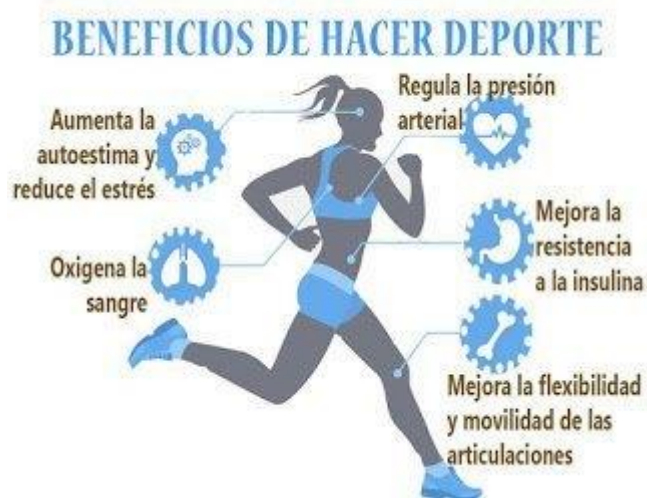 BENEFICIOS DE HACER DEPORTE
Aumenta la
autoestima y
reduce el estrés
Regula la presión
arterial
Oxigena la
sangre
Mejora la
resistencia
a la insulina
Mejora la flexibilidad
y movilidad de las
articulaciones